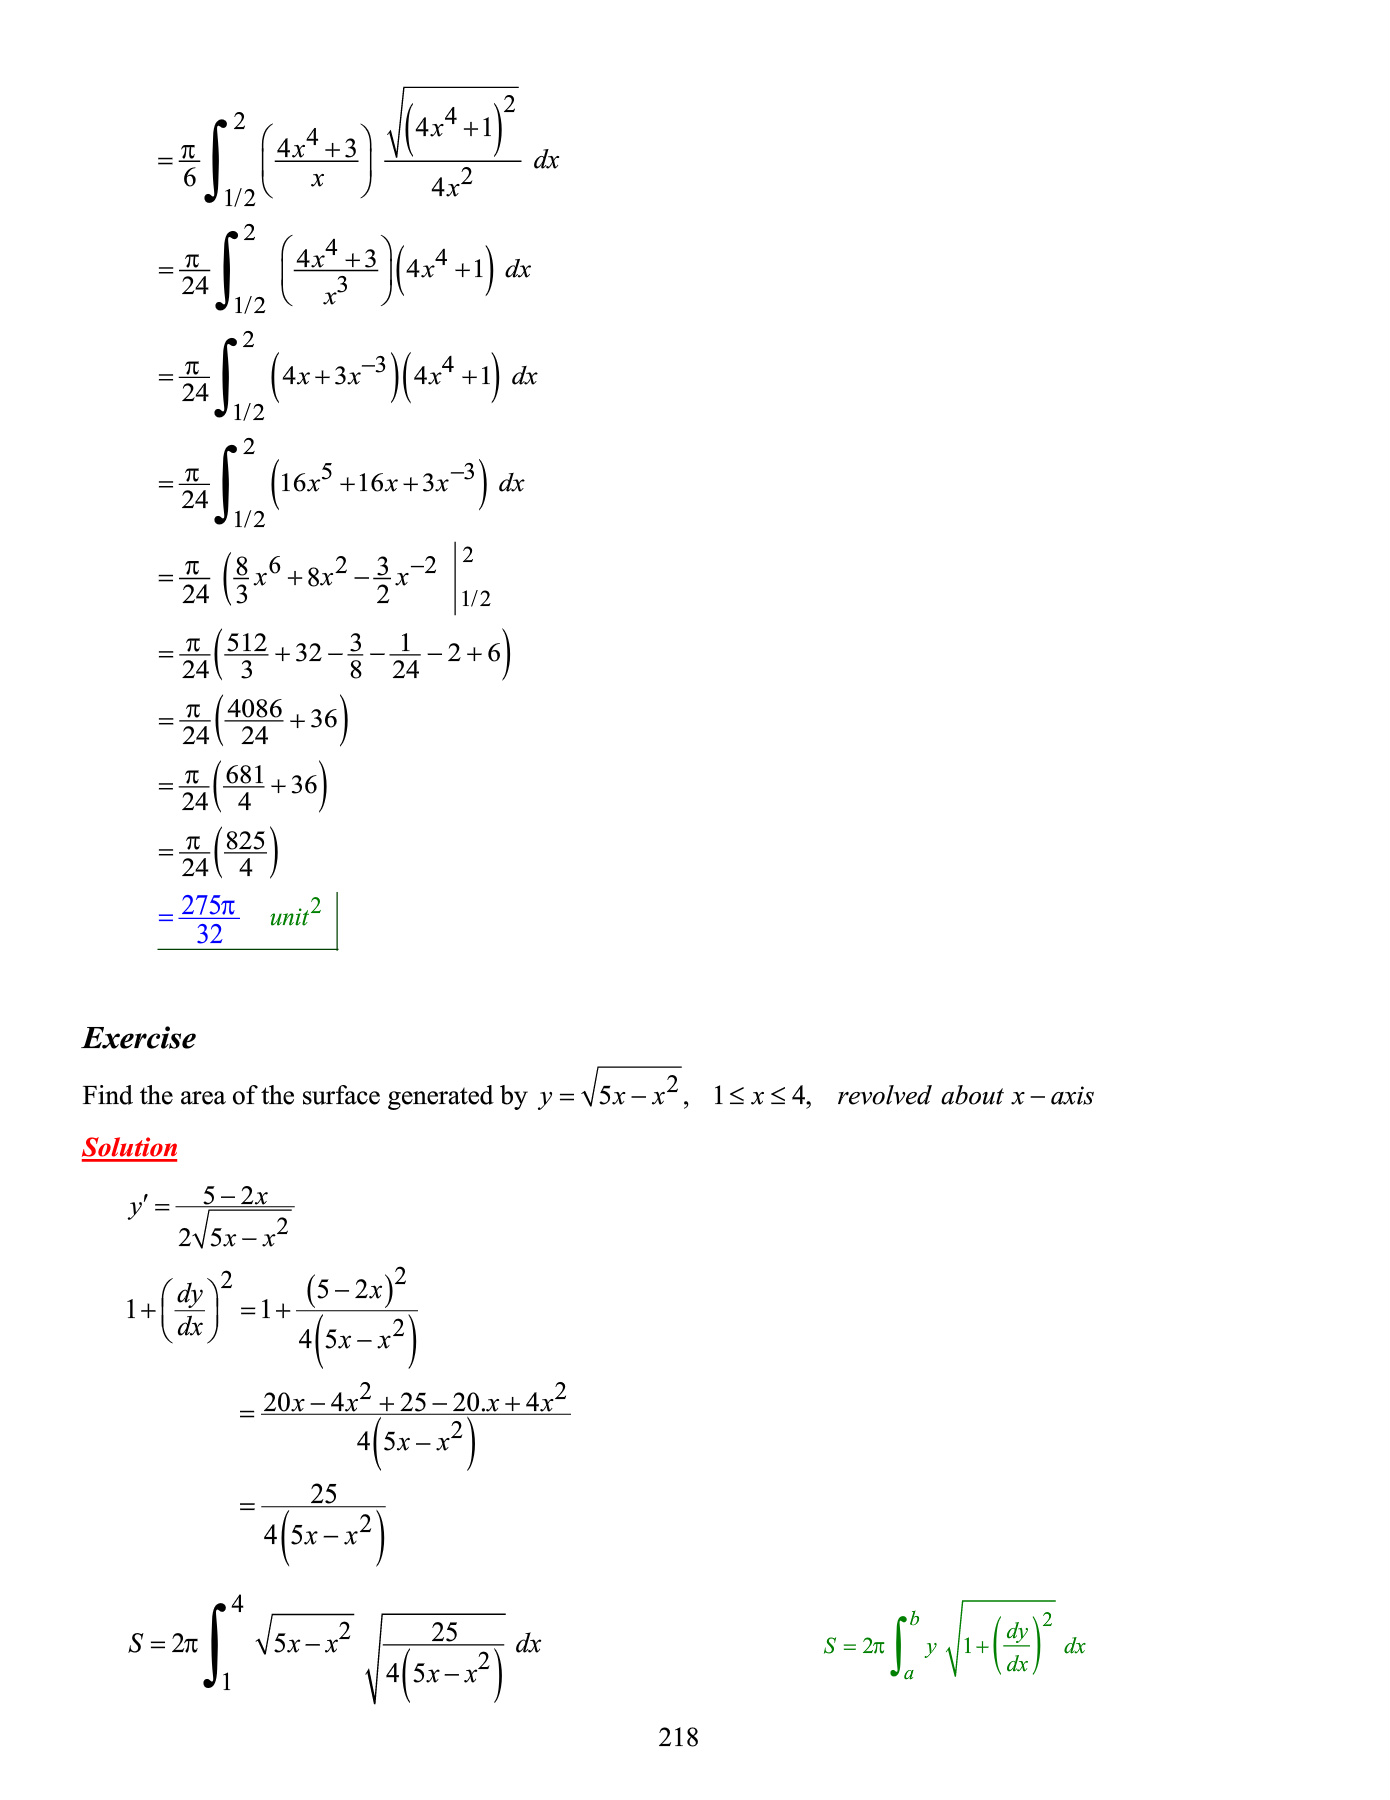 $= \frac{\pi}{6} \int_{1/2}^{2} \left( \frac{4x^4+3}{x} \right) \frac{\sqrt{\left(4x^4+1\right)^2}}{4x^2} \, dx$
$= \frac{\pi}{24} \int_{1/2}^{2} \left( \frac{4x^4+3}{x^3} \right) \left(4x^4+1\right) \, dx$
$= \frac{\pi}{24} \int_{1/2}^{2} \left(4x+3x^{-3}\right)\left(4x^4+1\right) \, dx$
$= \frac{\pi}{24} \int_{1/2}^{2} \left(16x^5+16x+3x^{-3}\right) \, dx$
$= \frac{\pi}{24} \left( \frac{8}{3}x^6+8x^2-\frac{3}{2}x^{-2} \right|_{1/2}^{2}$
$= \frac{\pi}{24} \left( \frac{512}{3}+32-\frac{3}{8}-\frac{1}{24}-2+6 \right)$
$= \frac{\pi}{24} \left( \frac{4086}{24}+36 \right)$
$= \frac{\pi}{24} \left( \frac{681}{4}+36 \right)$
$= \frac{\pi}{24} \left( \frac{825}{4} \right)$
$= \frac{275\pi}{32} \quad unit^2$
Exercise
Find the area of the surface generated by $y = \sqrt{5x-x^2}, \quad 1 \le x \le 4, \quad revolved \ about \ x-axis$
Solution
$y' = \frac{5-2x}{2\sqrt{5x-x^2}}$
$1+\left(\frac{dy}{dx}\right)^2 = 1+\frac{(5-2x)^2}{4\left(5x-x^2\right)}$
$= \frac{20x-4x^2+25-20.x+4x^2}{4\left(5x-x^2\right)}$
$= \frac{25}{4\left(5x-x^2\right)}$
$S = 2\pi \int_{1}^{4} \sqrt{5x-x^2} \, \sqrt{\frac{25}{4\left(5x-x^2\right)}} \, dx \qquad S = 2\pi \int_{a}^{b} y \, \sqrt{1+\left(\frac{dy}{dx}\right)^2} \, dx$
218